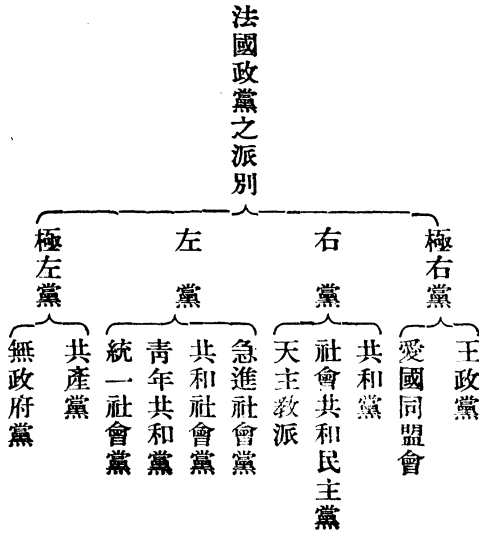 法國政黨之派別
極右黨
王政黨
愛國同盟會
右黨
共和黨
社會共和民主黨
天主教派
左黨
急進社會黨
共和社會黨
靑年共和黨
統一社會黨
極左黨
共產黨
無政府黨